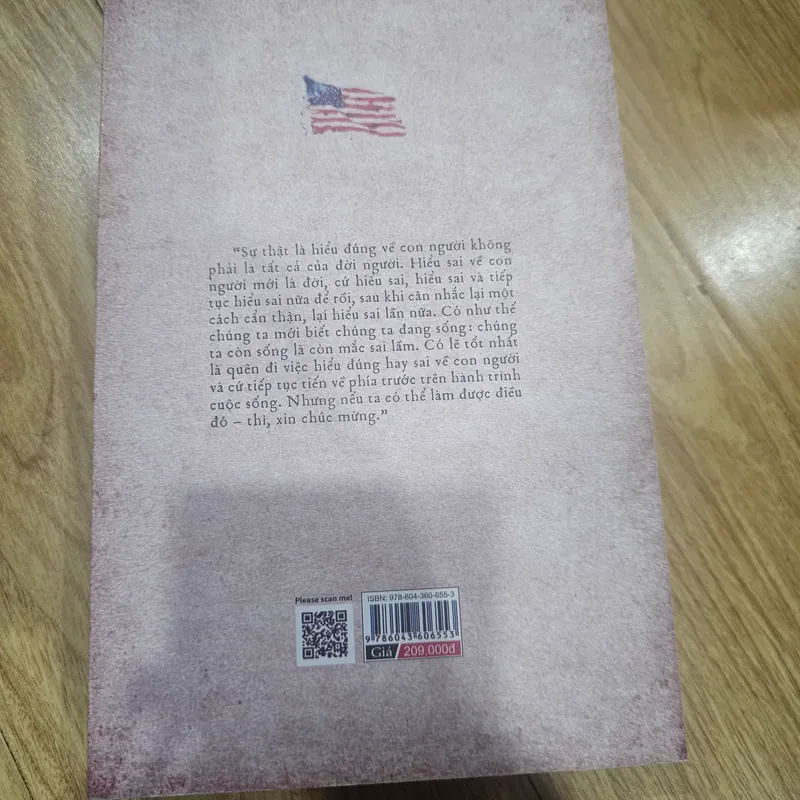 “Sự thật là hiểu đúng về con người không
phải là tất cả của đời người. Hiểu sai về con
người mới là đời, cứ hiểu sai, hiểu sai và tiếp
tục hiểu sai nữa để rồi, sau khi cân nhắc lại một
cách cẩn thận, lại hiểu sai lần nữa. Có như thế
chúng ta mới biết chúng ta đang sống: chúng
ta còn sống là còn mắc sai lầm. Có lẽ tốt nhất
là quên đi việc hiểu đúng hay sai về con người
và cứ tiếp tục tiến về phía trước trên hành trình
cuộc sống. Nhưng nếu ta có thể làm được điều
đó – thì, xin chúc mừng.”
Please scan me!
ISBN: 978-604-360-655-3
9 786043 606553
Giá 209.000đ